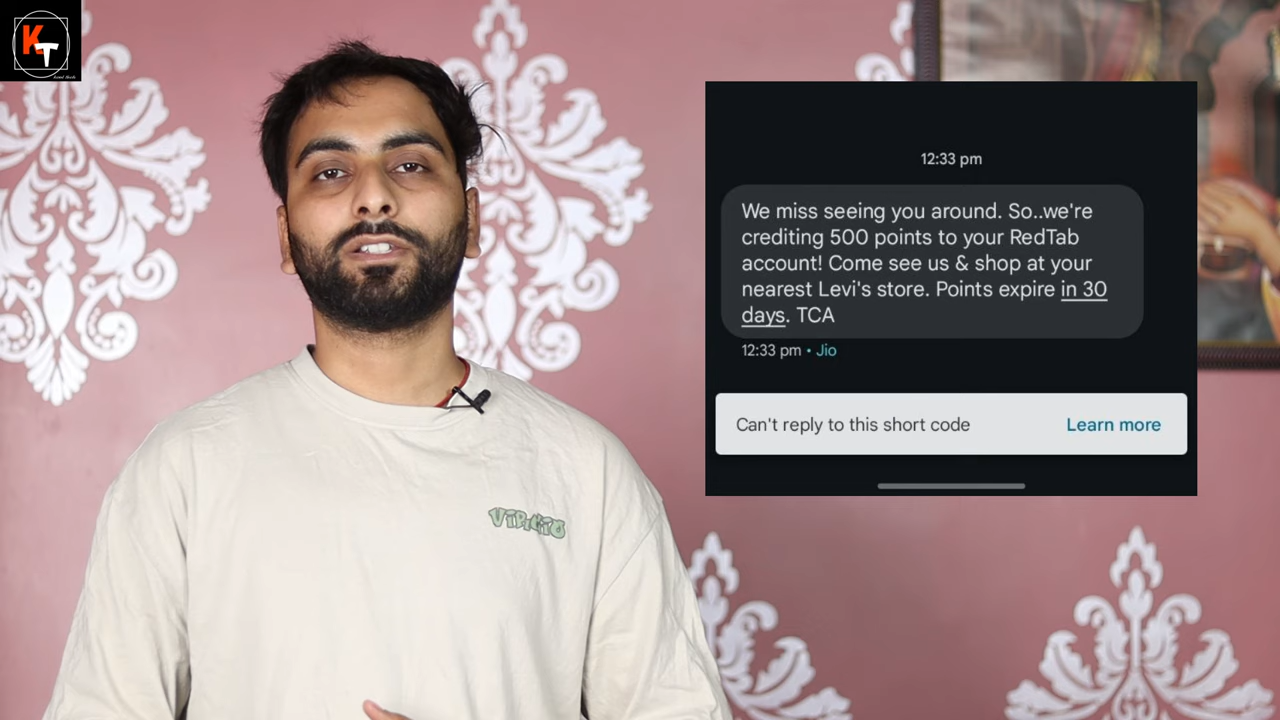 KT
12:33 pm
We miss seeing you around. So..we're
crediting 500 points to your RedTab
account! Come see us & shop at your
nearest Levi's store. Points expire in 30
days. TCA
12:33 pm • Jio
Can't reply to this short code
Learn more